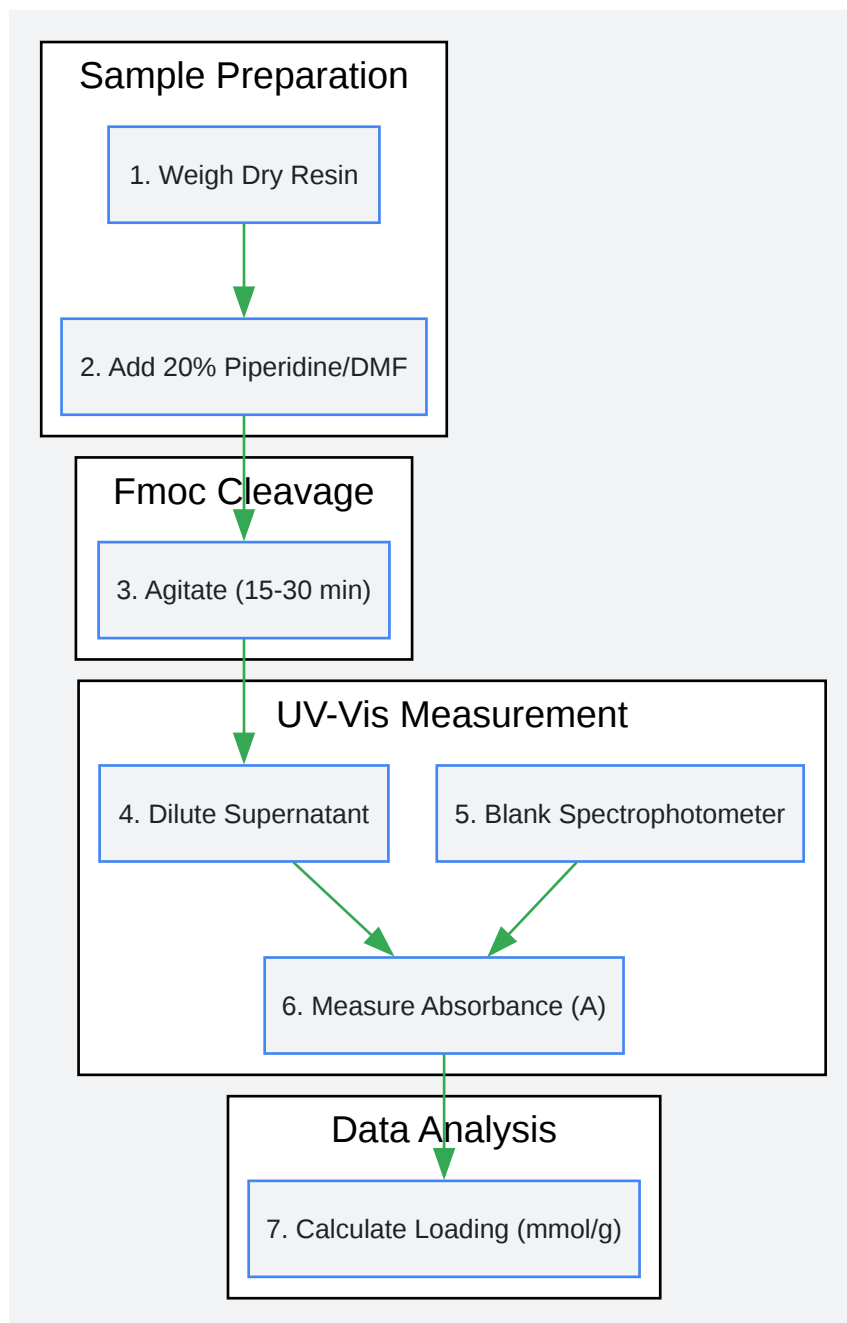 Sample Preparation
1. Weigh Dry Resin
2. Add 20% Piperidine/DMF
Fmoc Cleavage
3. Agitate (15-30 min)
UV-Vis Measurement
4. Dilute Supernatant
5. Blank Spectrophotometer
6. Measure Absorbance (A)
Data Analysis
7. Calculate Loading (mmol/g)